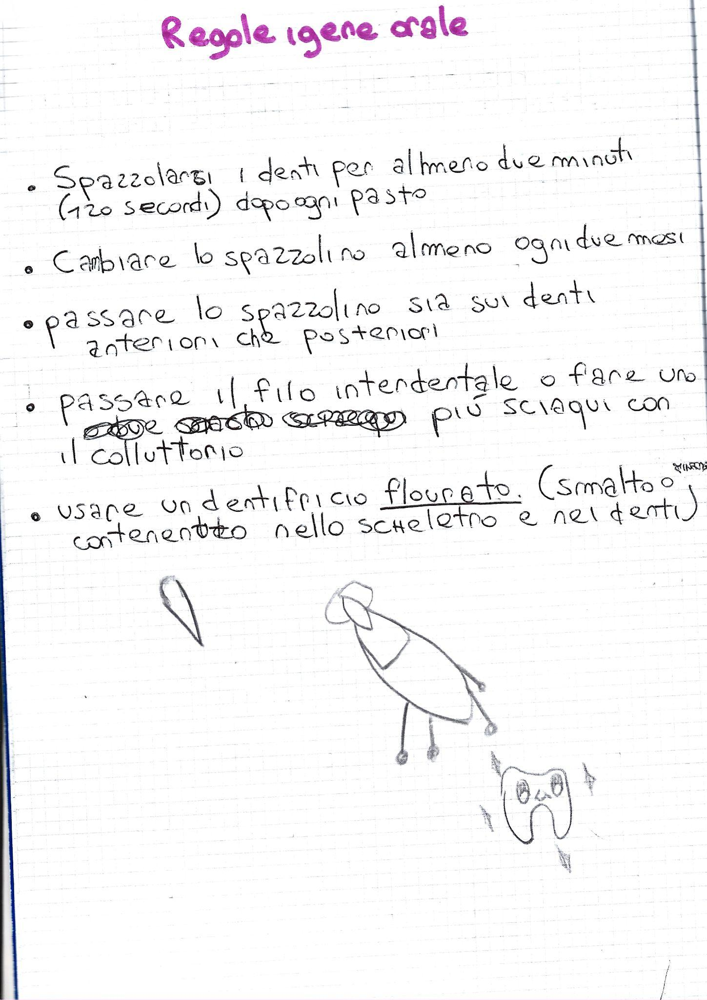 Regole igene orale
• Spazzolarsi i denti per almeno due minuti
(120 secondi) dopo ogni pasto
• Cambiare lo spazzolino almeno ogni due mesi
• passare lo spazzolino sia sui denti
anteriori che posteriori
• passare il filo interdentale o fare uno
più sciaqui con
il colluttorio
• usare un dentifricio flourato. (smalto o
contenento nello scheletro e nei denti)